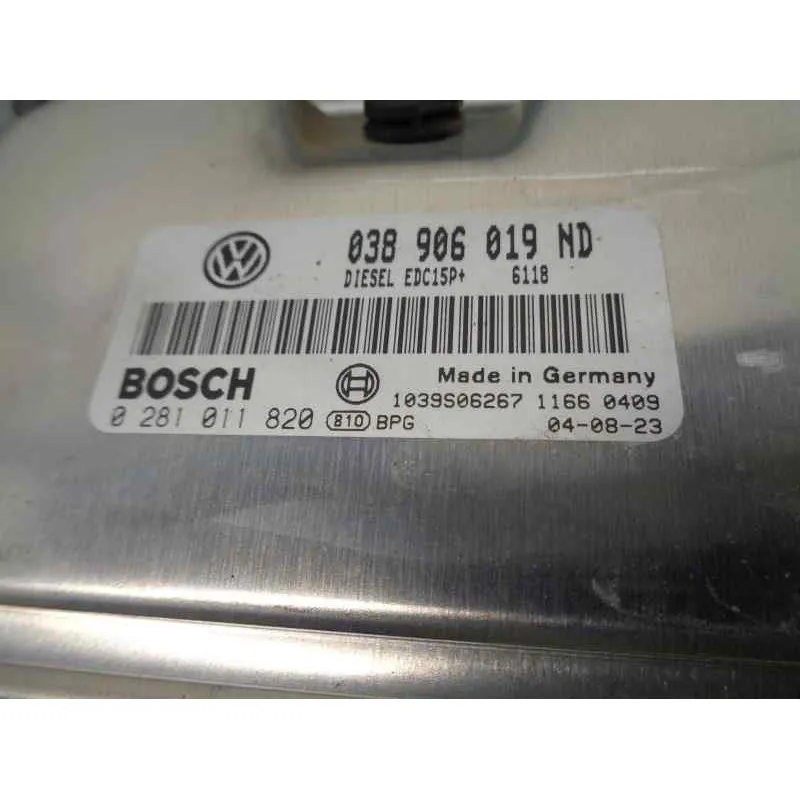 038 906 019 ND
DIESEL EDC15P+ 6118
BOSCH
Made in Germany
1039S06267 1166 0409
0 281 011 820 810 BPG
04-08-23